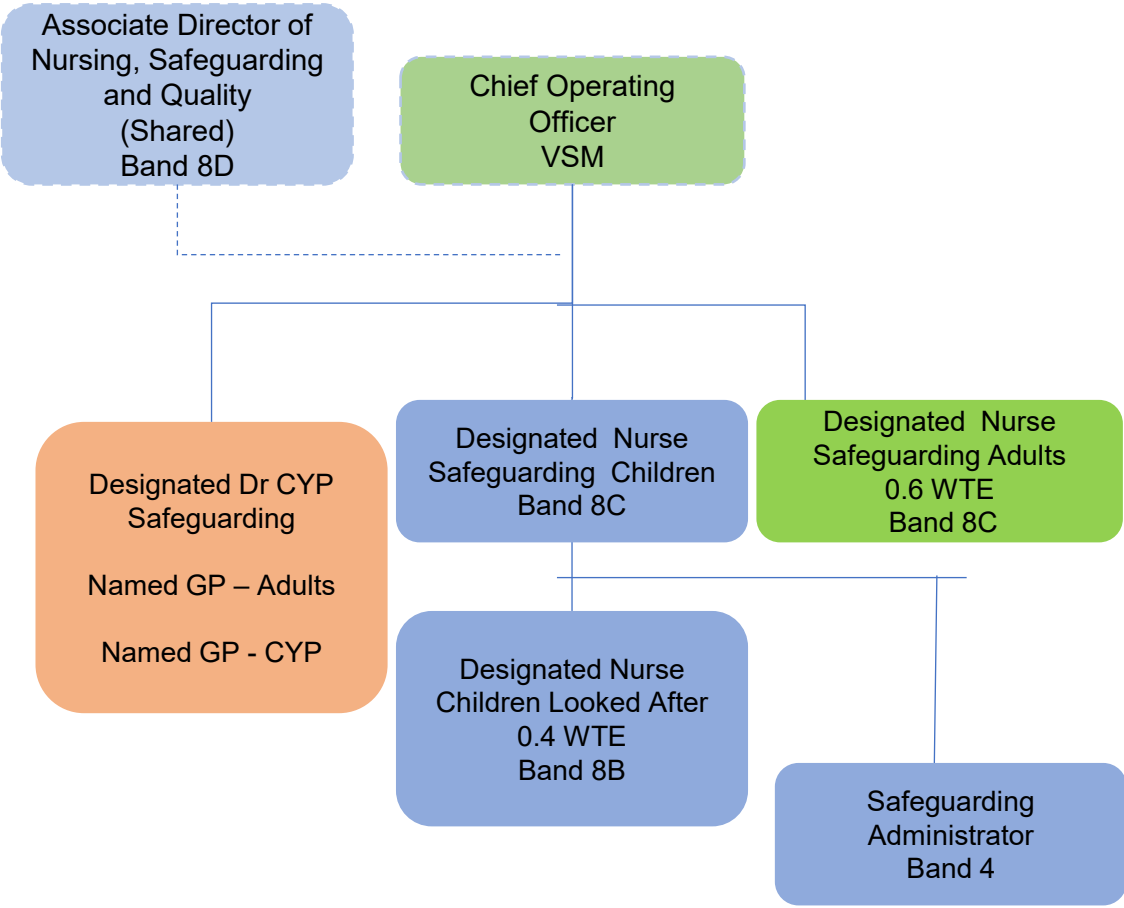 Associate Director of
Nursing, Safeguarding
and Quality
(Shared)
Band 8D
Chief Operating
Officer
VSM
Designated Dr CYP
Safeguarding
Named GP – Adults
Named GP - CYP
Designated Nurse
Safeguarding Children
Band 8C
Designated Nurse
Safeguarding Adults
0.6 WTE
Band 8C
Designated Nurse
Children Looked After
0.4 WTE
Band 8B
Safeguarding
Administrator
Band 4